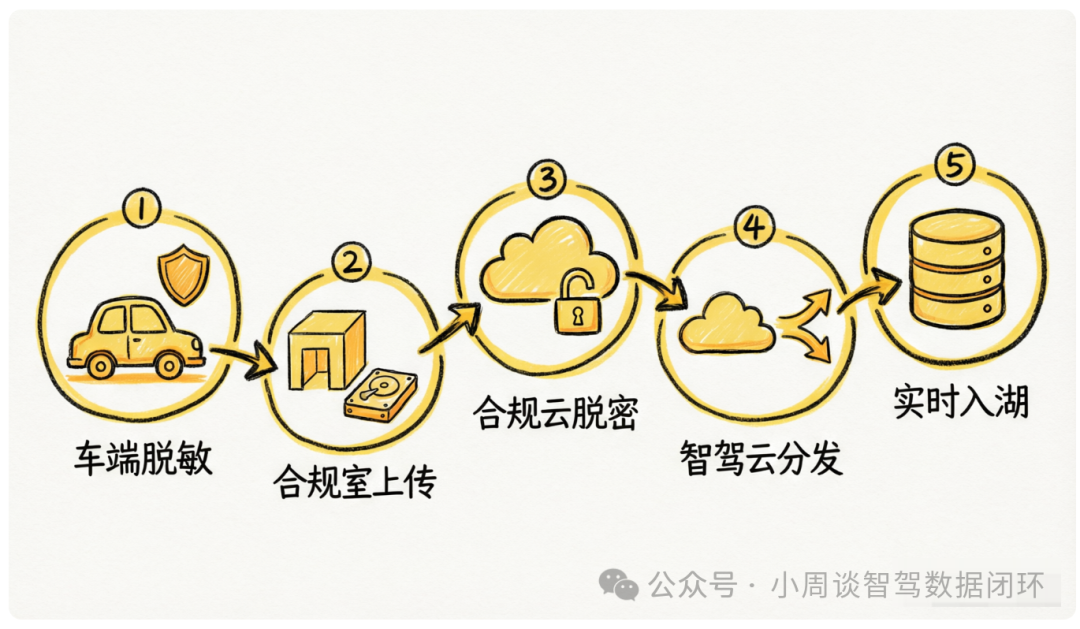 1
车端脱敏
2
合规室上传
3
合规云脱密
4
智驾云分发
5
实时入湖
公众号 · 小周谈智驾数据闭环